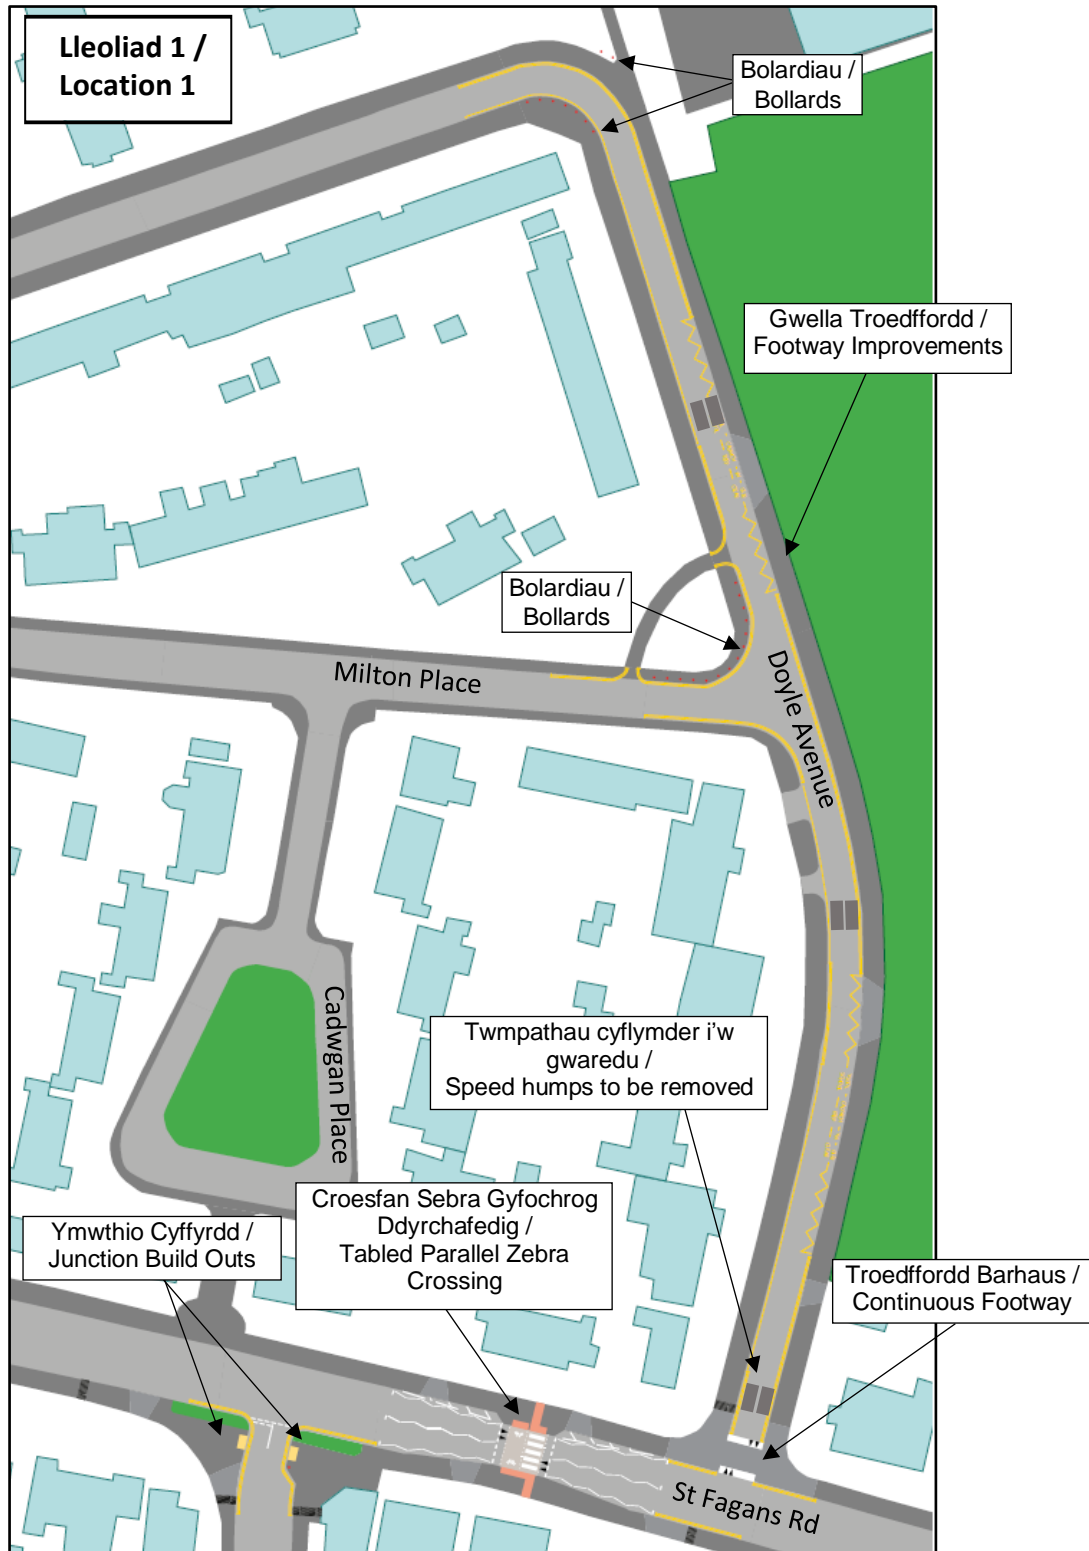 Lleoliad 1 /
Location 1
Bolardiau /
Bollards
Gwella Troedffordd /
Footway Improvements
Bolardiau /
Bollards
Milton Place
Doyle Avenue
Cadwgan Place
Twmpathau cyflymder i'w
gwaredu /
Speed humps to be removed
Croesfan Sebra Gyfochrog
Ddyrchafedig /
Tabled Parallel Zebra
Crossing
Ymwthio Cyffyrdd /
Junction Build Outs
Troedffordd Barhaus /
Continuous Footway
St Fagans Rd